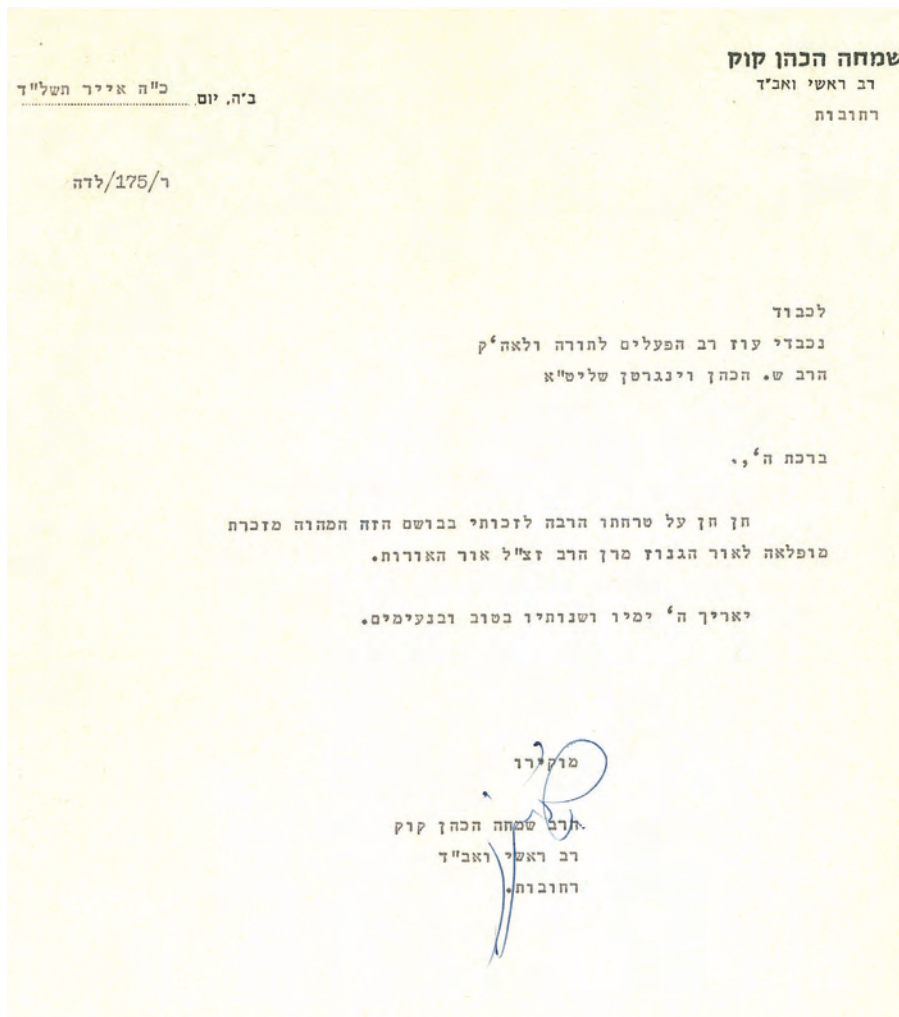 שמחה הכהן קוק
רב ראשי ואב"ד
רחובות
ב"ה, יום כ"ה אייר תשל"ד
ר/175/לדה
לכבוד
נכבדי עוז רב הפעלים לתורה ולאה'ק
הרב ש. הכהן וינגרטן שליט"א
ברכת ה',.
חן חן על טרחתו הרבה לזכותי בבושם הזה המהוה מזכרת
מופלאה לאור הגנוז מרן הרב זצ"ל אור האורות.
יאריך ה' ימיו ושנותיו בטוב ובנעימים.
מוקירו
הרב שמחה הכהן קוק
רב ראשי ואב"ד
רחובות.